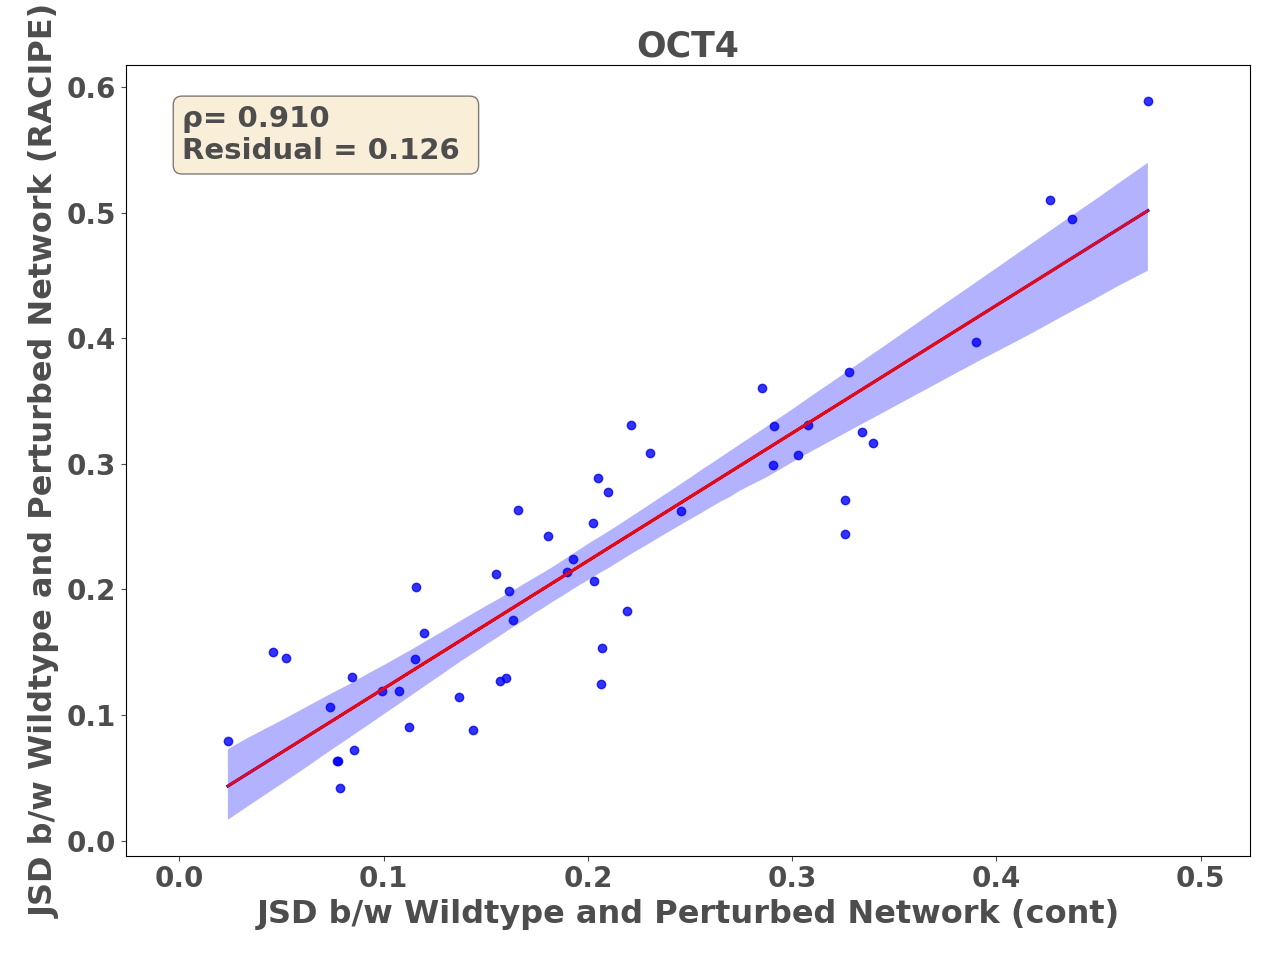 OCT4
ρ= 0.910
Residual = 0.126
JSD b/w Wildtype and Perturbed Network (RACIPE)
0.6
0.5
0.4
0.3
0.2
0.1
0.0
0.0 0.1 0.2 0.3 0.4 0.5
JSD b/w Wildtype and Perturbed Network (cont)